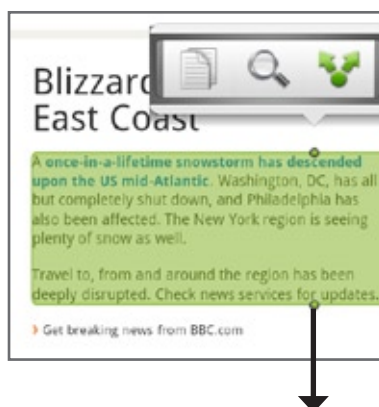 Blizzard
East Coast
A once-in-a-lifetime snowstorm has descended
upon the US mid-Atlantic. Washington, DC, has all
but completely shut down, and Philadelphia has
also been affected. The New York region is seeing
plenty of snow as well.
Travel to, from and around the region has been
deeply disrupted. Check news services for updates.
Get breaking news from BBC.com